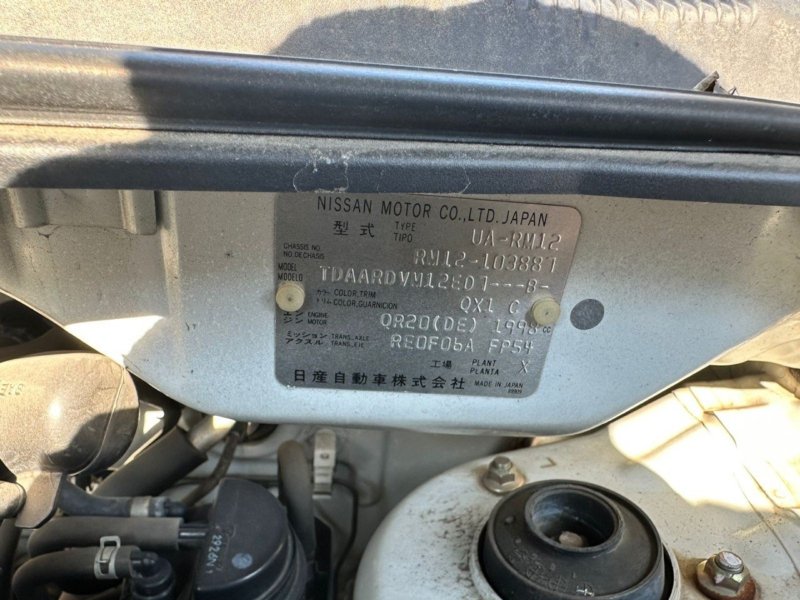 NISSAN MOTOR CO.,LTD. JAPAN
型式 TYPE TIPO UA-RM12
CHASSIS NO. NO.DECHASIS RM12-103887
MODEL MODELO TDAARDVM12ED7---B-
カラー COLOR,TRIM
トリム COLOR,GUARNICION QX1 C
エンジン ENGINE MOTOR QR20(DE) 1998 CC
ミッション TRANS.,AXLE
アクスル TRANS.,EJE RE0F06A FP54
工場 PLANT PLANTA X
日産自動車株式会社 MADE IN JAPAN
2926N1